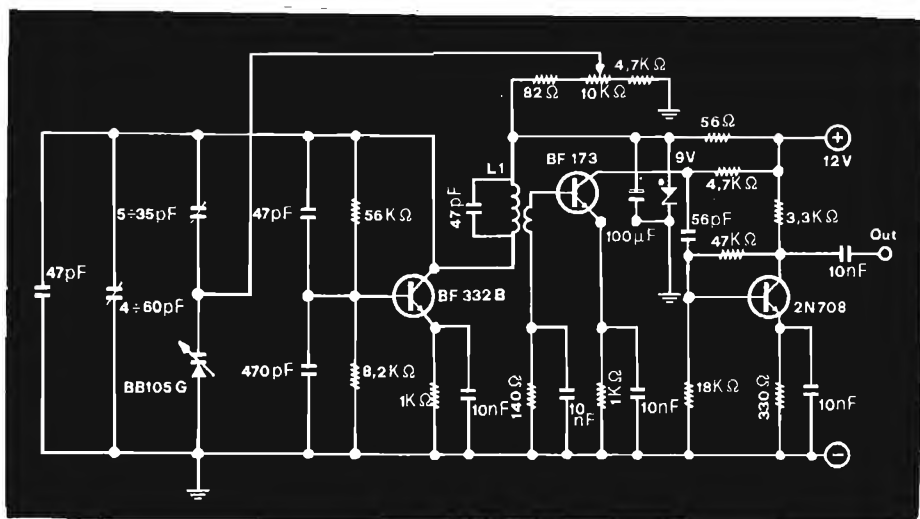 4,7KΩ
82Ω
10KΩ
56Ω
+
12V
L1
BF 173
9V
4,7KΩ
5÷35pF
47pF
56KΩ
47pF
100μF
56pF
3,3KΩ
47KΩ
Out
10nF
47pF
4÷60pF
BF 332 B
2N708
BB105 G
470pF
8,2KΩ
1KΩ
10nF
140Ω
10
nF
1KΩ
10nF
18KΩ
330Ω
10nF
−